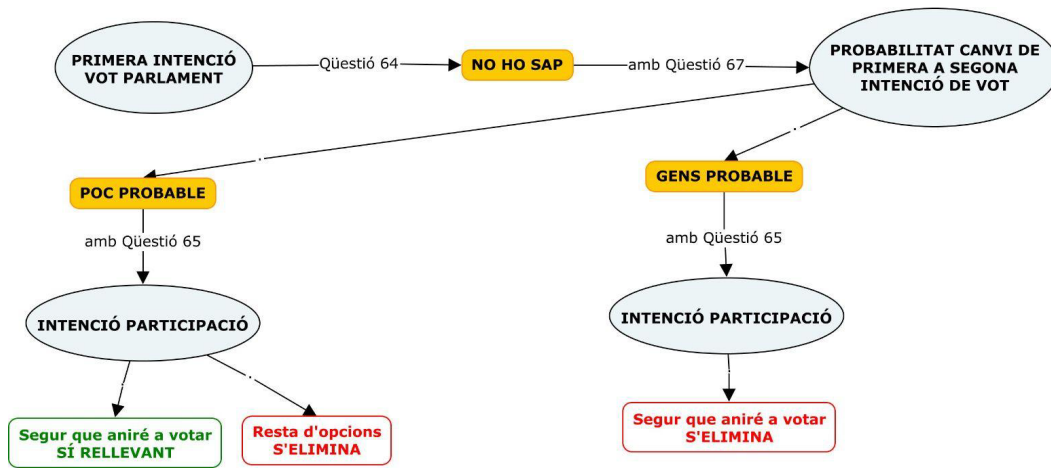 PRIMERA INTENCIÓ
VOT PARLAMENT
Qüestió 64
NO HO SAP
amb Qüestió 67
PROBABILITAT CANVI DE
PRIMERA A SEGONA
INTENCIÓ DE VOT
POC PROBABLE
GENS PROBABLE
amb Qüestió 65
amb Qüestió 65
INTENCIÓ PARTICIPACIÓ
INTENCIÓ PARTICIPACIÓ
Segur que aniré a votar
SÍ RELLEVANT
Resta d'opcions
S'ELIMINA
Segur que aniré a votar
S'ELIMINA